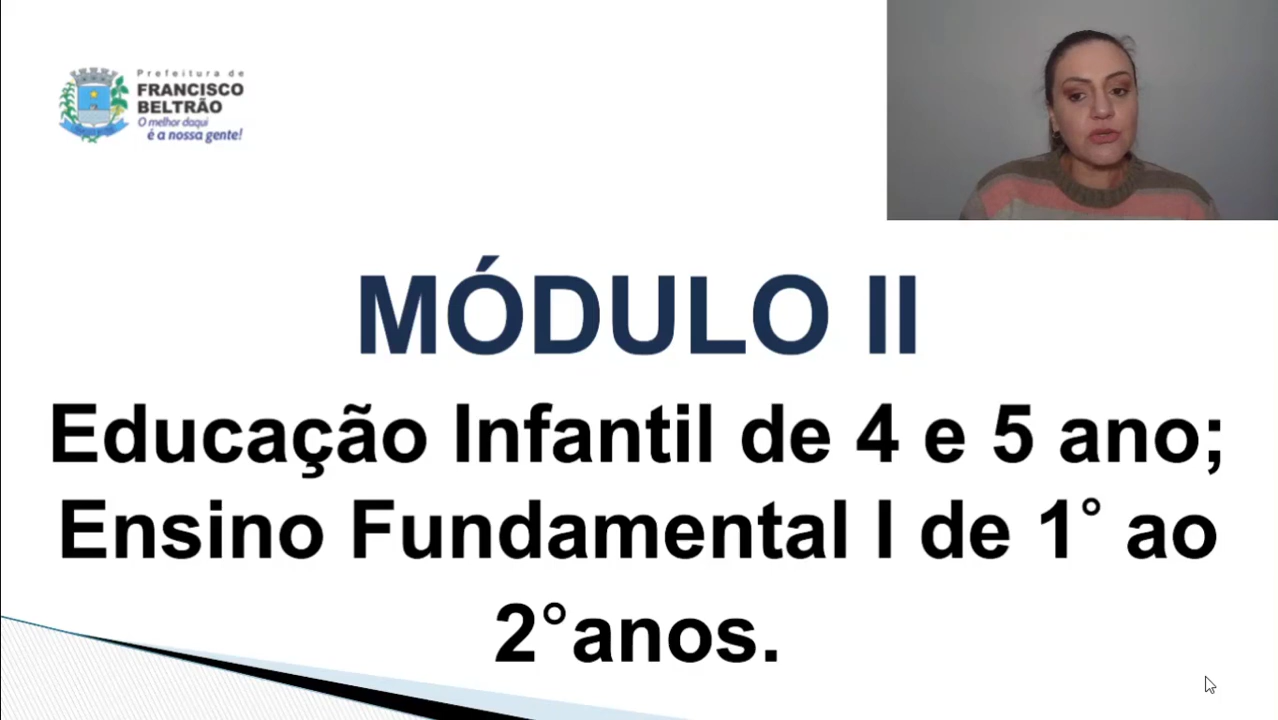 Prefeitura de
FRANCISCO
BELTRÃO
O melhor daqui
é a nossa gente!
MÓDULO II
Educação Infantil de 4 e 5 ano;
Ensino Fundamental I de 1° ao
2°anos.